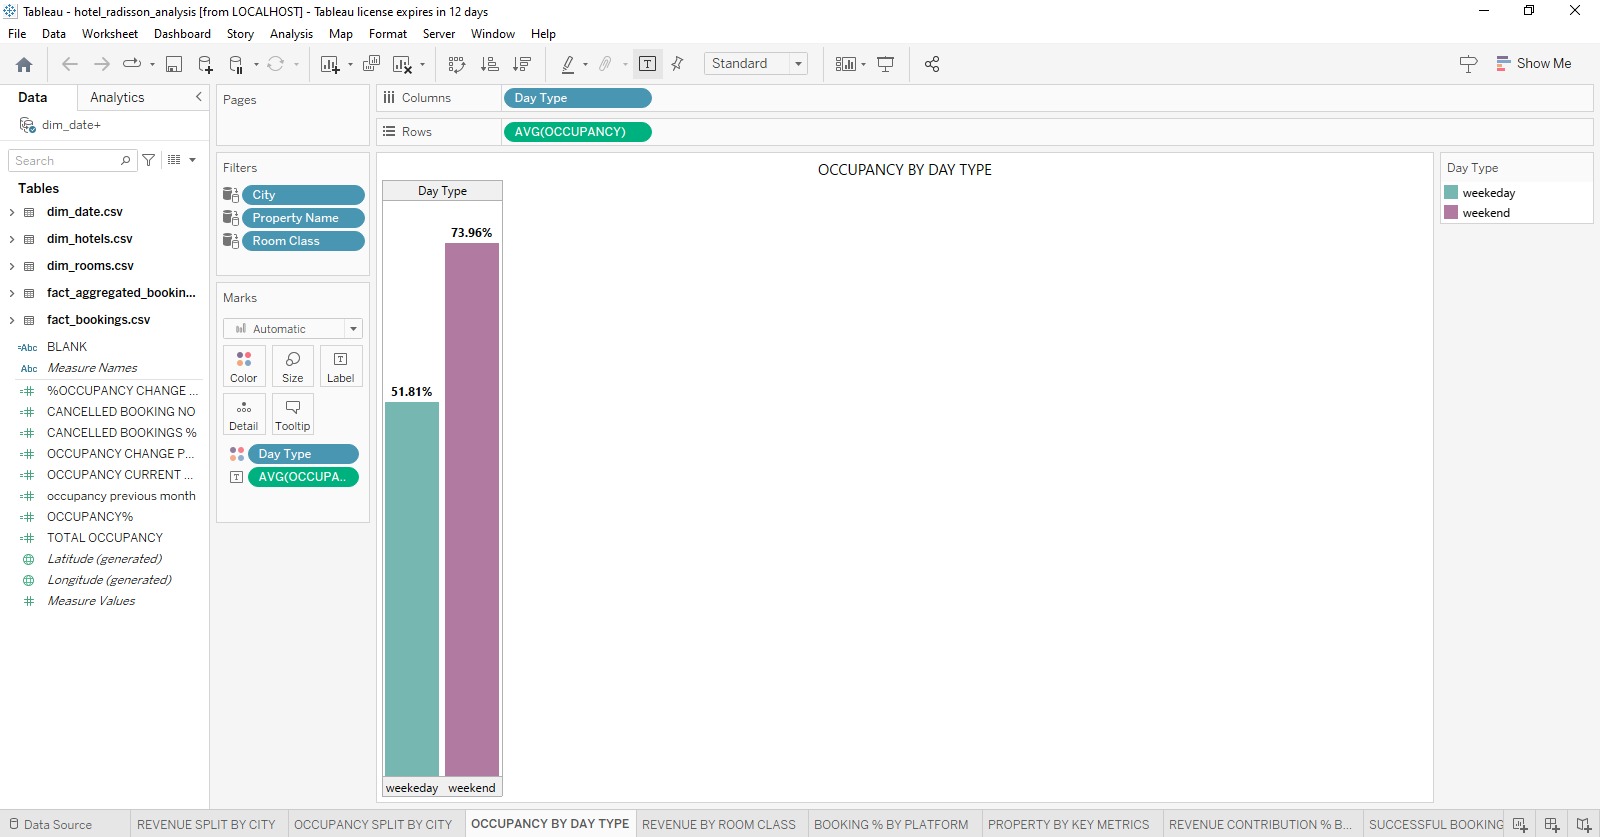 Tableau - hotel_radisson_analysis [from LOCALHOST] - Tableau license expires in 12 days
File Data Worksheet Dashboard Story Analysis Map Format Server Window Help
Standard
Show Me
Data Analytics
dim_date+
Search
Tables
dim_date.csv
dim_hotels.csv
dim_rooms.csv
fact_aggregated_bookin...
fact_bookings.csv
=Abc BLANK
Abc Measure Names
=# %OCCUPANCY CHANGE ...
=# CANCELLED BOOKING NO
=# CANCELLED BOOKINGS %
=# OCCUPANCY CHANGE P...
=# OCCUPANCY CURRENT ...
=# occupancy previous month
=# OCCUPANCY%
=# TOTAL OCCUPANCY
Latitude (generated)
Longitude (generated)
# Measure Values
Pages
Filters
City
Property Name
Room Class
Marks
Automatic
Color Size Label
Detail Tooltip
Day Type
AVG(OCCUPA..
Columns Day Type
Rows AVG(OCCUPANCY)
OCCUPANCY BY DAY TYPE
Day Type
73.96%
51.81%
weekeday weekend
Day Type
weekeday
weekend
Data Source REVENUE SPLIT BY CITY OCCUPANCY SPLIT BY CITY OCCUPANCY BY DAY TYPE REVENUE BY ROOM CLASS BOOKING % BY PLATFORM PROPERTY BY KEY METRICS REVENUE CONTRIBUTION % B... SUCCESSFUL BOOKING